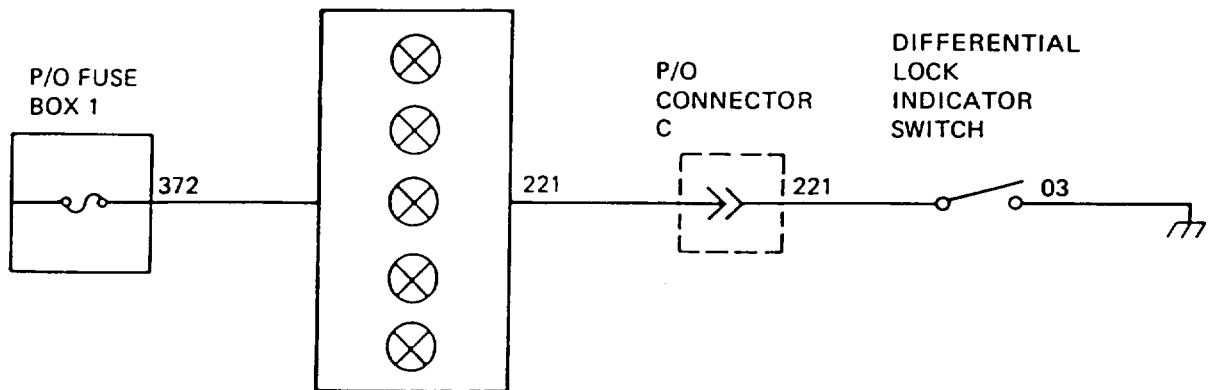 P/O FUSE
BOX 1
372
221
P/O
CONNECTOR
C
221
DIFFERENTIAL
LOCK
INDICATOR
SWITCH
03